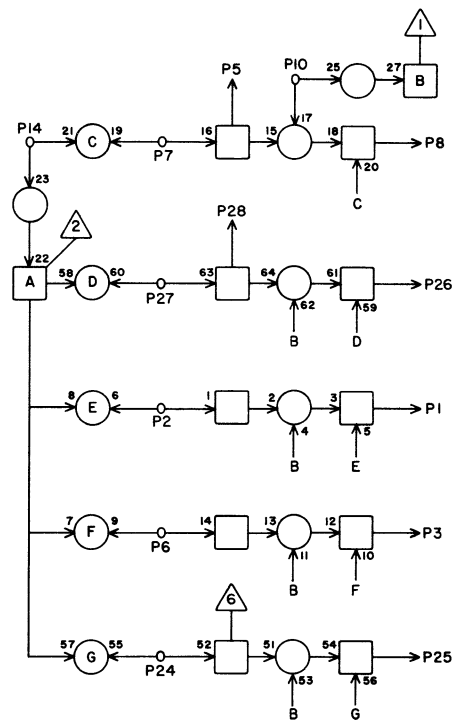 1
P5 P10 25 27 B
P14 21 C 19 P7 16 15 17 18 P8
20
C
23
2
P28
22
A 58 D 60 P27 63 64 62 61 P26
59
B D
8 E 6 P2 1 2 4 3 P1
5
B E
7 F 9 P6 14 13 11 12 P3
10
B F
6
57 G 55 P24 52 51 53 54 P25
56
B G